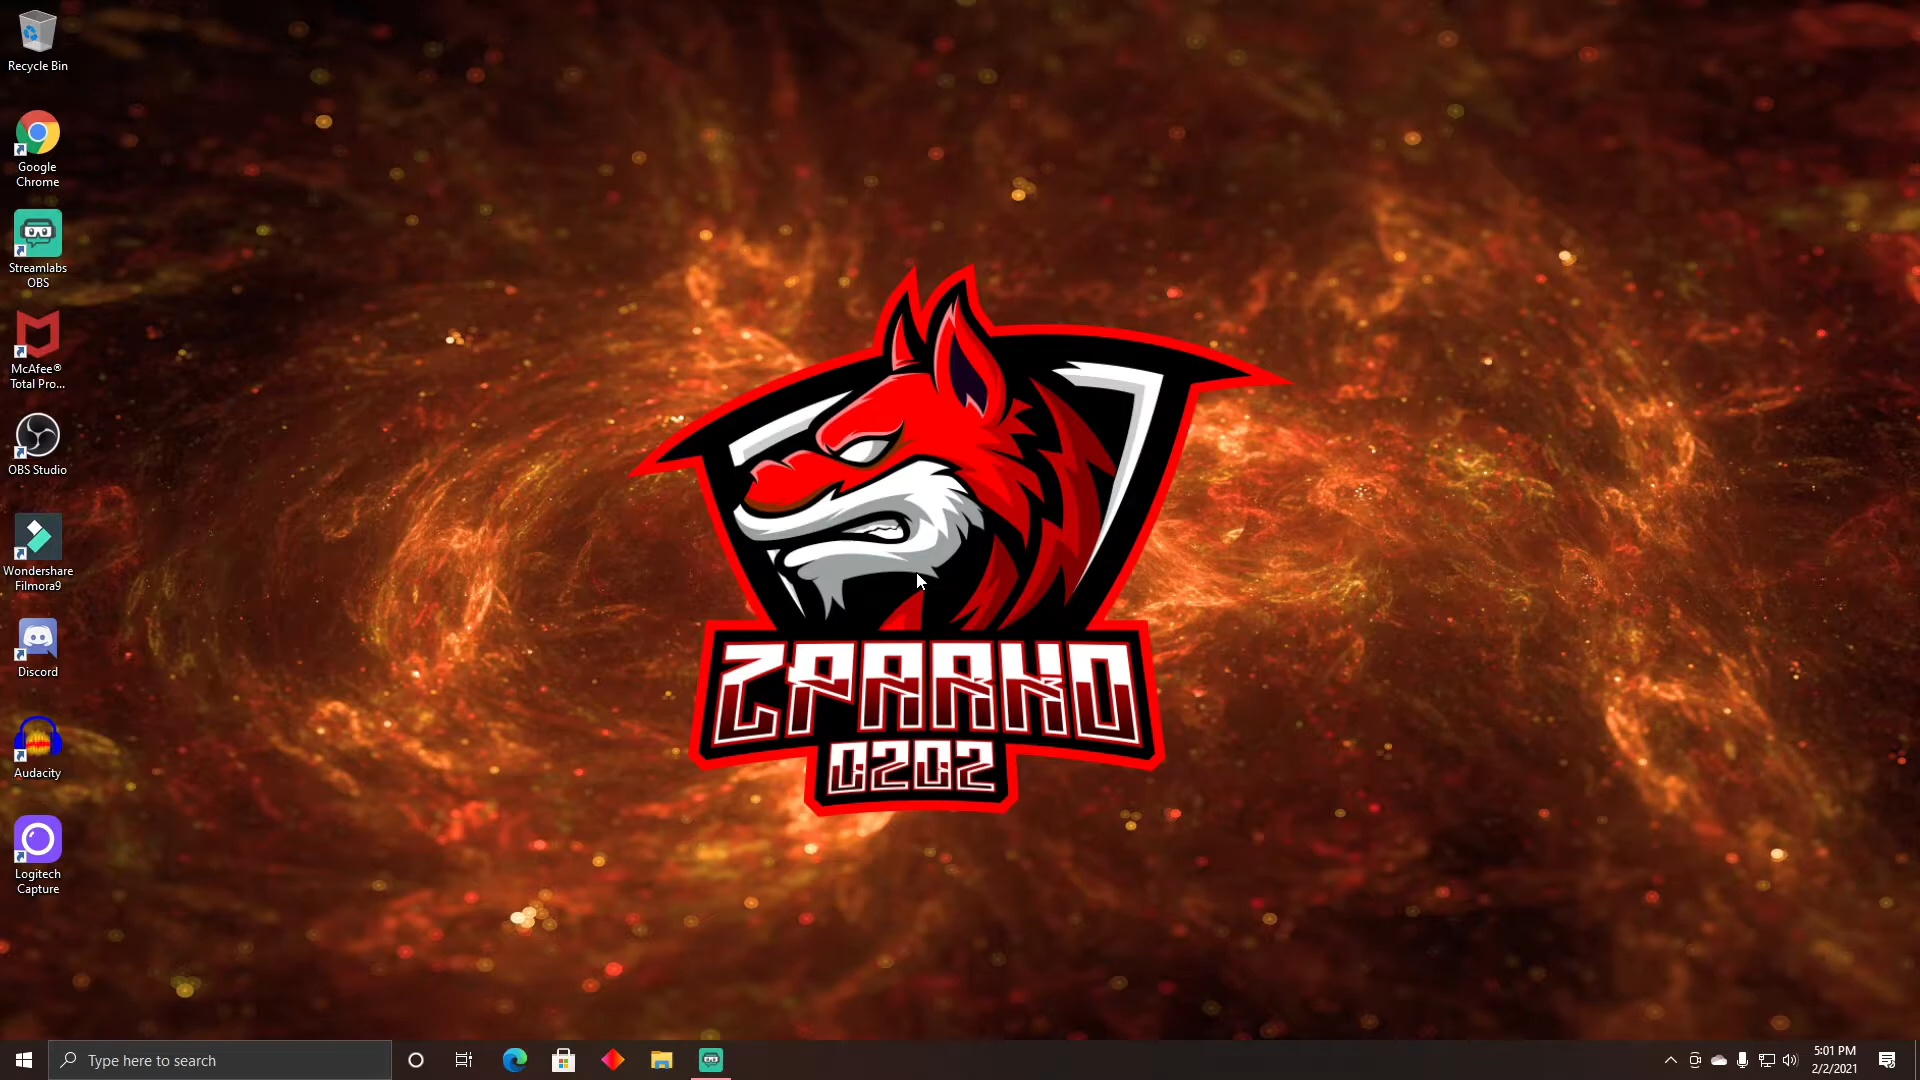 Recycle Bin
Google
Chrome
Streamlabs
OBS
McAfee®
Total Pro...
OBS Studio
Wondershare
Filmora9
Discord
Audacity
Logitech
Capture
ZPARKO
0202
Type here to search
5:01 PM
2/2/2021